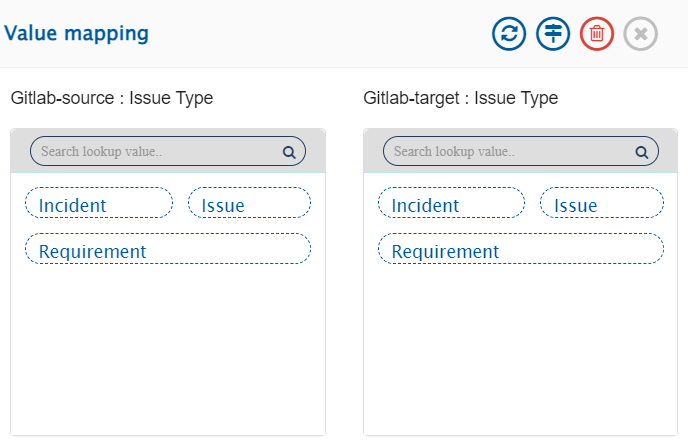 Value mapping
Gitlab-source : Issue Type
Gitlab-target : Issue Type
Search lookup value..
Search lookup value..
Incident
Issue
Incident
Issue
Requirement
Requirement